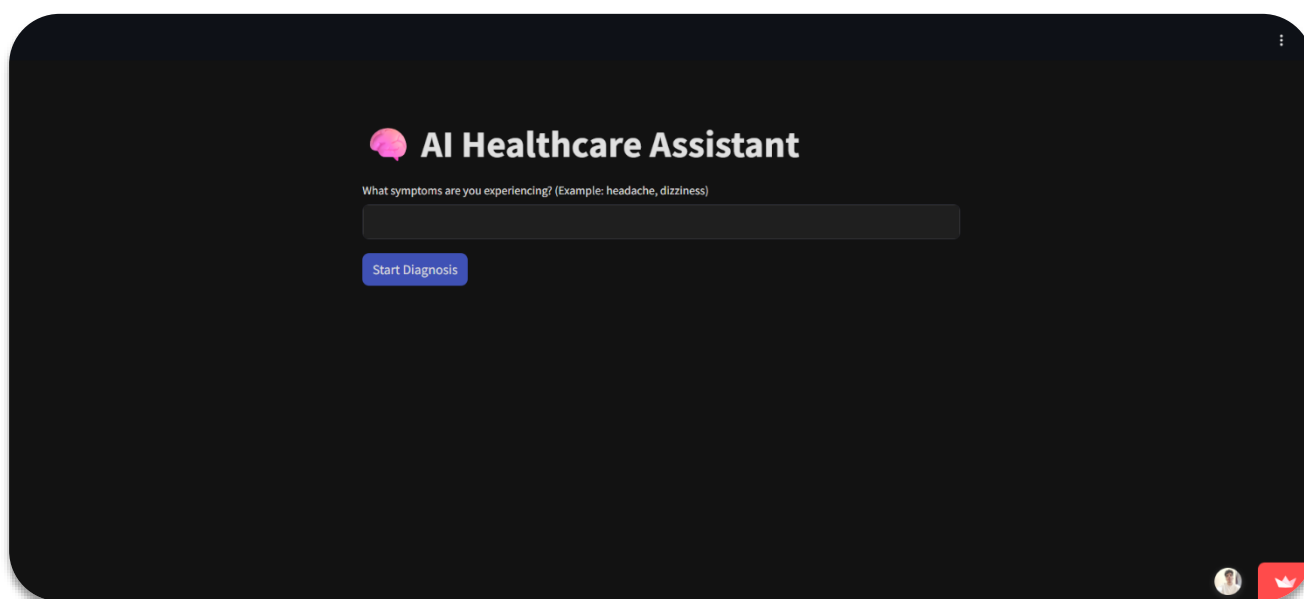 AI Healthcare Assistant
What symptoms are you experiencing? (Example: headache, dizziness)
Start Diagnosis